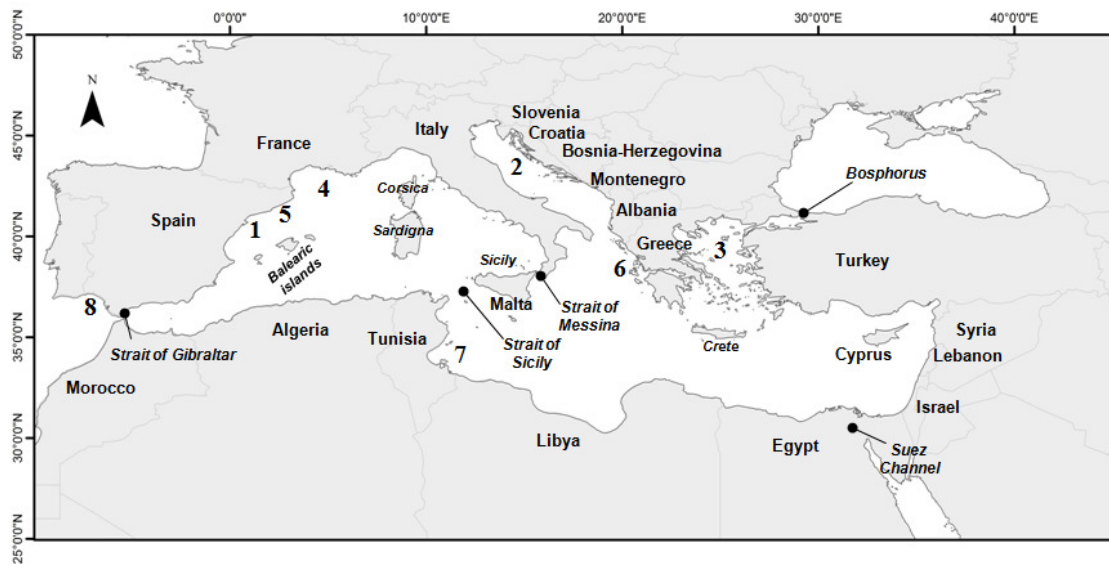 0°0'0" 10°0'0"E 20°0'0"E 30°0'0"E 40°0'0"E
50°0'0"N
45°0'0"N
40°0'0"N
35°0'0"N
30°0'0"N
25°0'0"N
N
Slovenia
Italy
Croatia
France
Bosnia-Herzegovina
2
Bosphorus
Montenegro
4
Corsica
Spain
5
Albania
1
Sardigna
Greece
3
Balearic
islands
Sicily
6
Turkey
8
Malta
Strait of
Messina
Algeria
Tunisia
Strait of Gibraltar
Strait of
Sicily
7
Crete
Cyprus
Syria
Lebanon
Morocco
Israel
Libya
Egypt
Suez
Channel